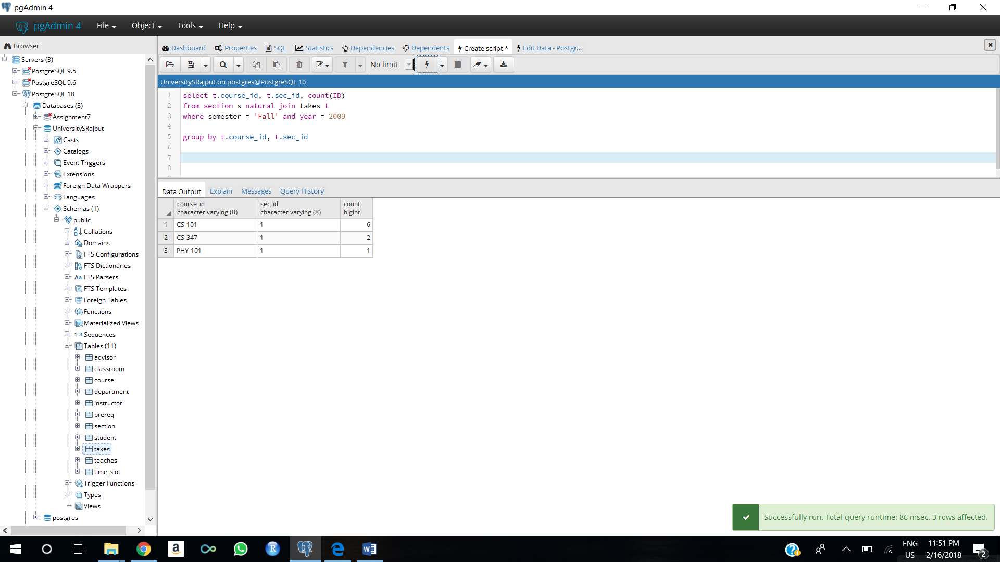 pgAdmin 4
pgAdmin 4 File Object Tools Help
Browser
Servers (3)
PostgreSQL 9.5
PostgreSQL 9.6
PostgreSQL 10
Databases (3)
Assignment7
UniversitySRajput
Casts
Catalogs
Event Triggers
Extensions
Foreign Data Wrappers
Languages
Schemas (1)
public
Collations
Domains
FTS Configurations
FTS Dictionaries
Aa FTS Parsers
FTS Templates
Foreign Tables
Functions
Materialized Views
1..3 Sequences
Tables (11)
advisor
classroom
course
department
instructor
prereq
section
student
takes
teaches
time_slot
Trigger Functions
Types
Views
postgres
Dashboard Properties SQL Statistics Dependencies Dependents Create script * Edit Data - Postgr...
No limit
UniversitySRajput on postgres@PostgreSQL 10
1 select t.course_id, t.sec_id, count(ID)
2 from section s natural join takes t
3 where semester = 'Fall' and year = 2009
4
5 group by t.course_id, t.sec_id
6
7
8
Data Output Explain Messages Query History
course_id sec_id count
character varying (8) character varying (8) bigint
1 CS-101 1 6
2 CS-347 1 2
3 PHY-101 1 1
Successfully run. Total query runtime: 86 msec. 3 rows affected.
ENG 11:51 PM
US 2/16/2018
2